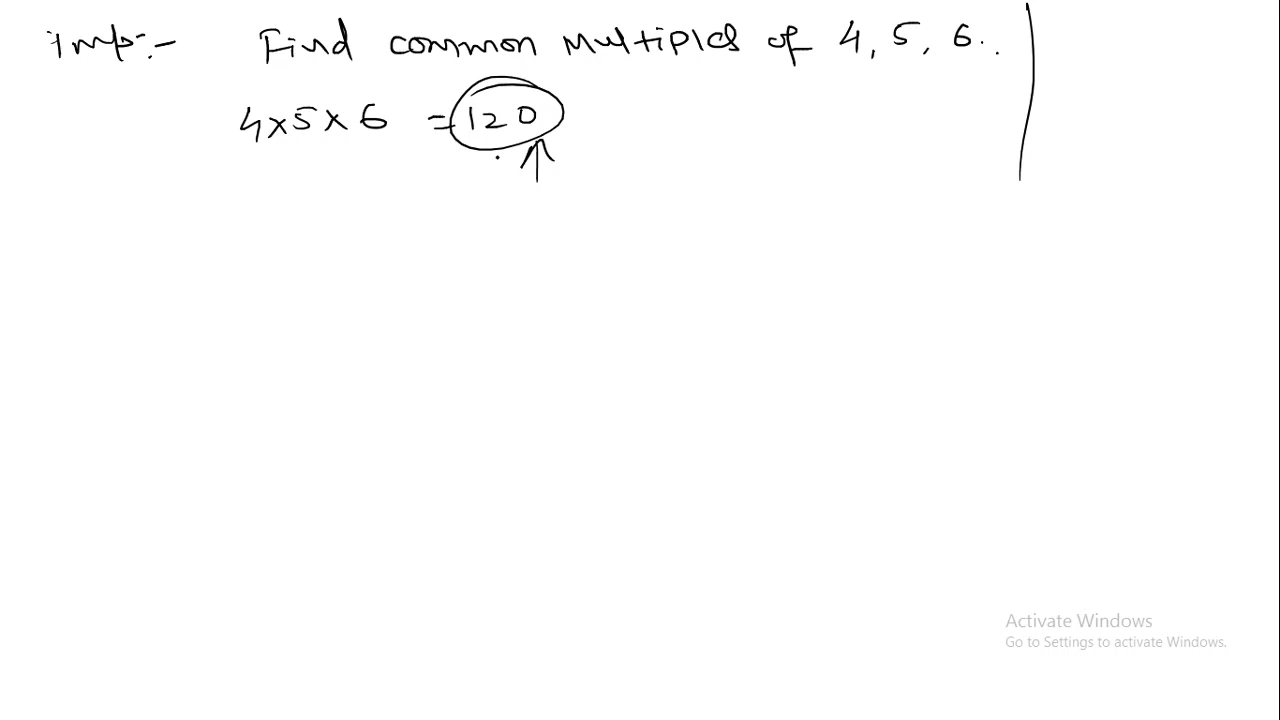 Imp:-   Find common multiples of 4, 5, 6..
4x5x6 = 120
Activate Windows
Go to Settings to activate Windows.